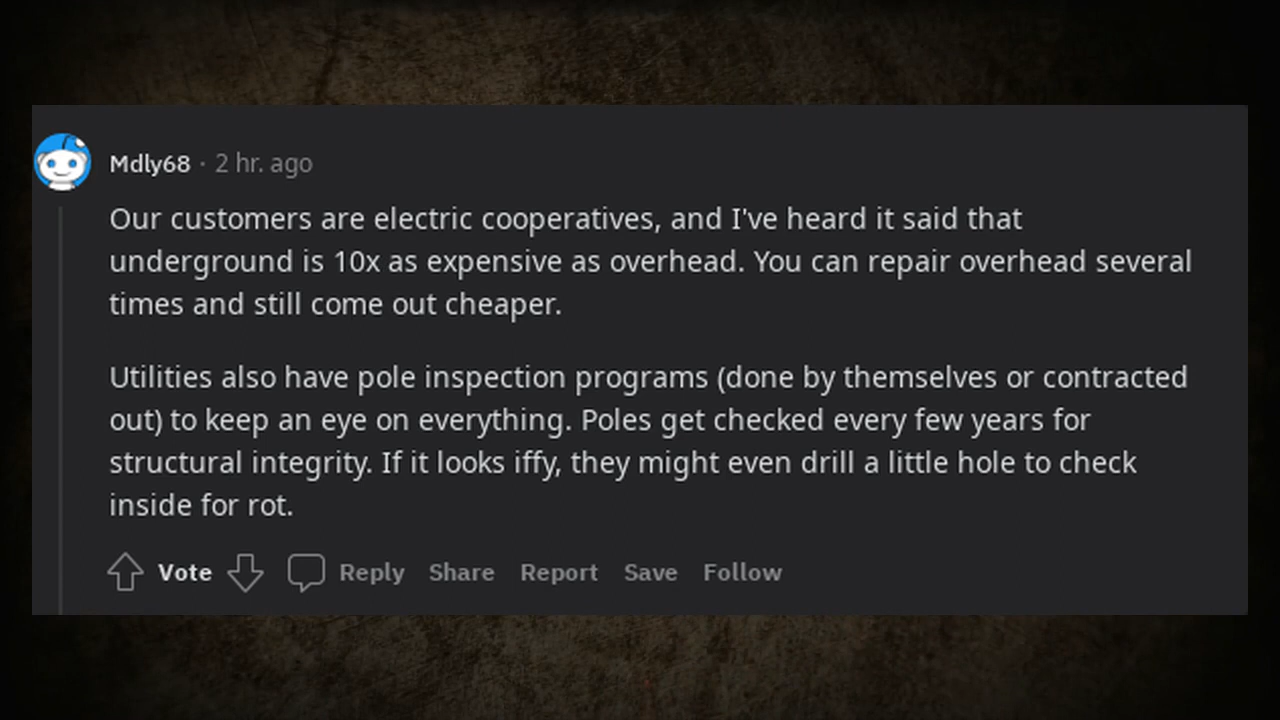 Mdly68 · 2 hr. ago
Our customers are electric cooperatives, and I've heard it said that
underground is 10x as expensive as overhead. You can repair overhead several
times and still come out cheaper.
Utilities also have pole inspection programs (done by themselves or contracted
out) to keep an eye on everything. Poles get checked every few years for
structural integrity. If it looks iffy, they might even drill a little hole to check
inside for rot.
Vote Reply Share Report Save Follow